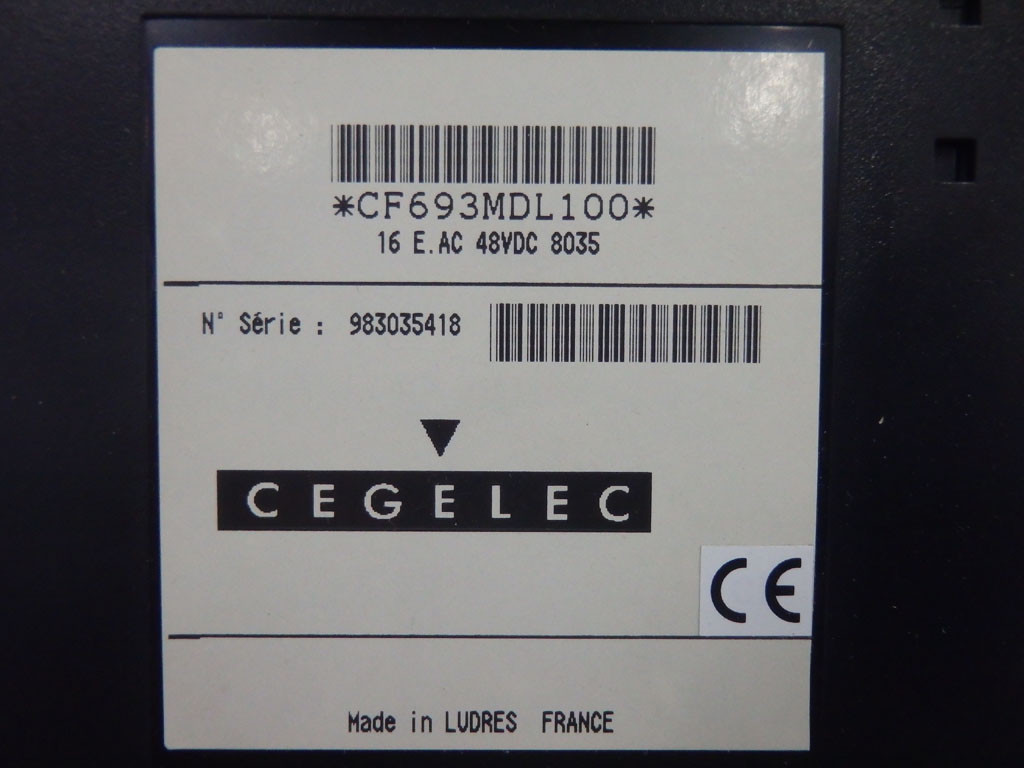 *CF693MDL100*
16 E.AC 48VDC 8035
N° Série : 983035418
CEGELEC
CE
Made in LUDRES FRANCE